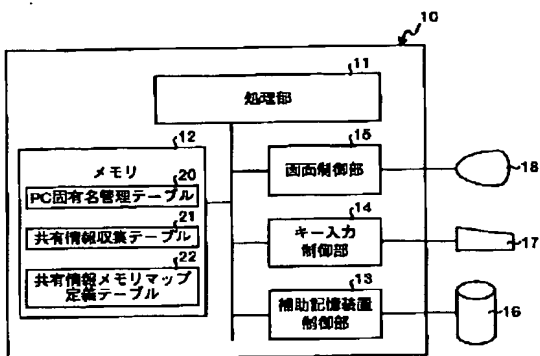 10
11
処理部
12
メモリ
20
PC固有名管理テーブル
21
共有情報収集テーブル
22
共有情報メモリマップ
定義テーブル
15
画面制御部
18
14
キー入力
制御部
17
13
補助記憶装置
制御部
16